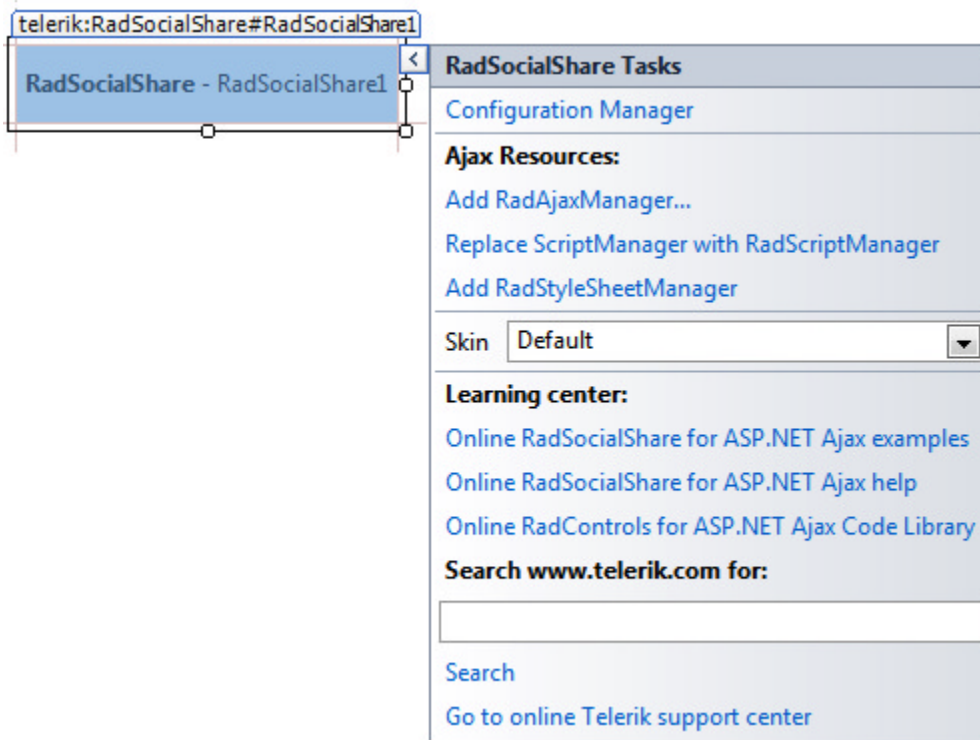 telerik:RadSocialShare#RadSocialShare1
RadSocialShare - RadSocialShare1
RadSocialShare Tasks
Configuration Manager
Ajax Resources:
Add RadAjaxManager...
Replace ScriptManager with RadScriptManager
Add RadStyleSheetManager
Skin Default
Learning center:
Online RadSocialShare for ASP.NET Ajax examples
Online RadSocialShare for ASP.NET Ajax help
Online RadControls for ASP.NET Ajax Code Library
Search www.telerik.com for:
Search
Go to online Telerik support center